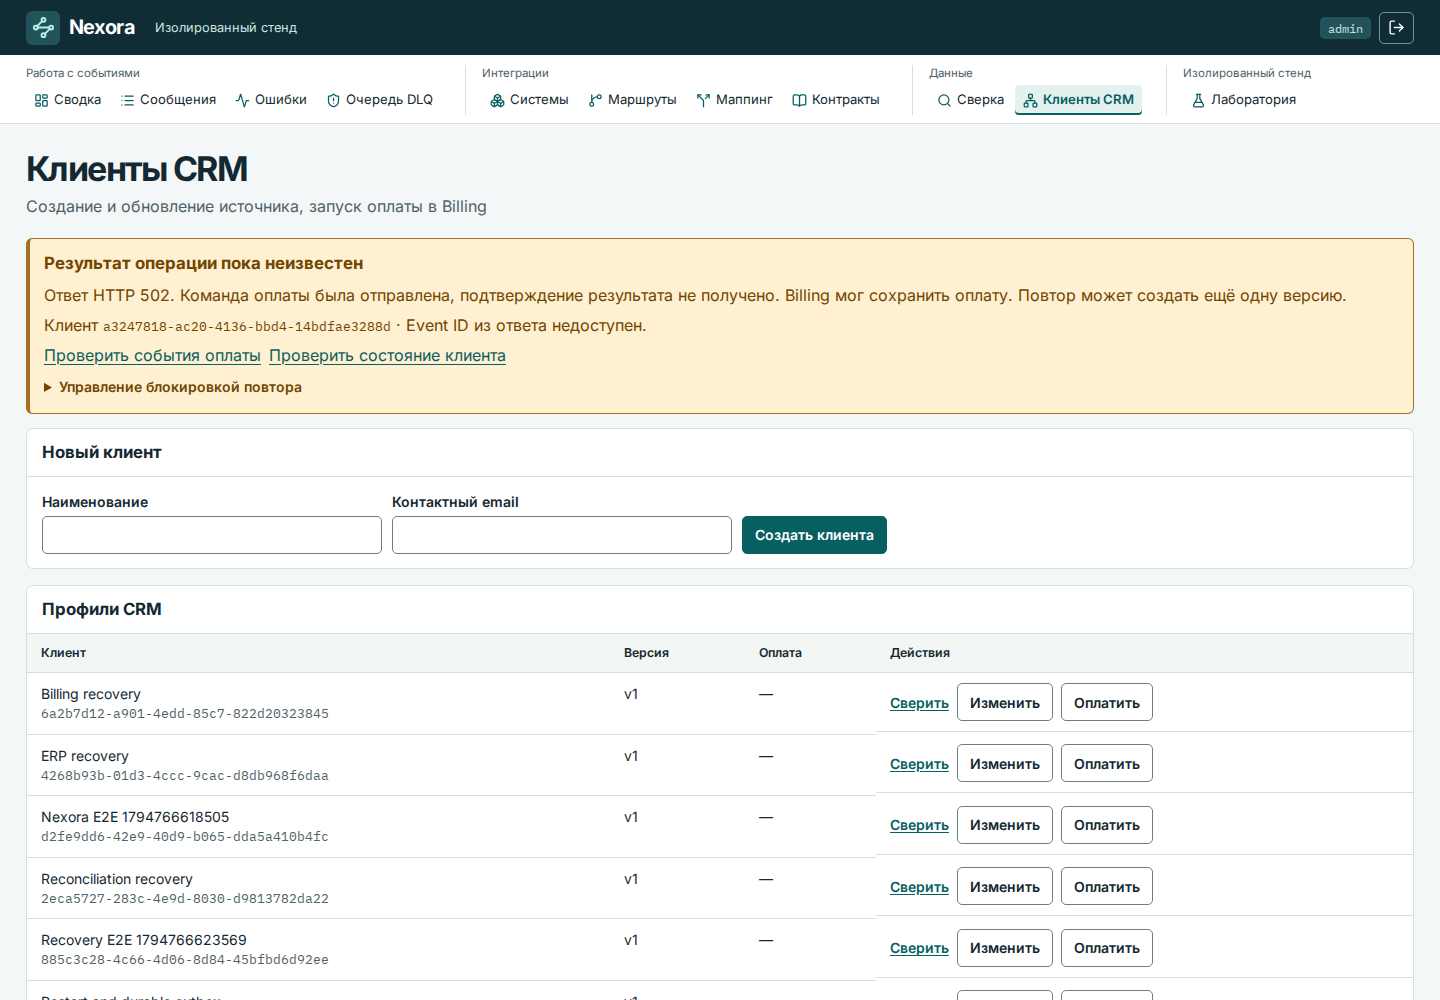 Nexora
Изолированный стенд
admin
Работа с событиями
Сводка
Сообщения
Ошибки
Очередь DLQ
Интеграции
Системы
Маршруты
Маппинг
Контракты
Данные
Сверка
Клиенты CRM
Изолированный стенд
Лаборатория
Клиенты CRM
Создание и обновление источника, запуск оплаты в Billing
Результат операции пока неизвестен
Ответ HTTP 502. Команда оплаты была отправлена, подтверждение результата не получено. Billing мог сохранить оплату. Повтор может создать ещё одну версию.
Клиент a3247818-ac20-4136-bbd4-14bdfae3288d · Event ID из ответа недоступен.
Проверить события оплаты Проверить состояние клиента
Управление блокировкой повтора
Новый клиент
Наименование
Контактный email
Создать клиента
Профили CRM
Клиент Версия Оплата Действия
Billing recovery v1 — Сверить Изменить Оплатить
6a2b7d12-a901-4edd-85c7-822d20323845
ERP recovery v1 — Сверить Изменить Оплатить
4268b93b-01d3-4ccc-9cac-d8db968f6daa
Nexora E2E 1794766618505 v1 — Сверить Изменить Оплатить
d2fe9dd6-42e9-40d9-b065-dda5a410b4fc
Reconciliation recovery v1 — Сверить Изменить Оплатить
2eca5727-283c-4e9d-8030-d9813782da22
Recovery E2E 1794766623569 v1 — Сверить Изменить Оплатить
885c3c28-4c66-4d06-8d84-45bfbd6d92ee